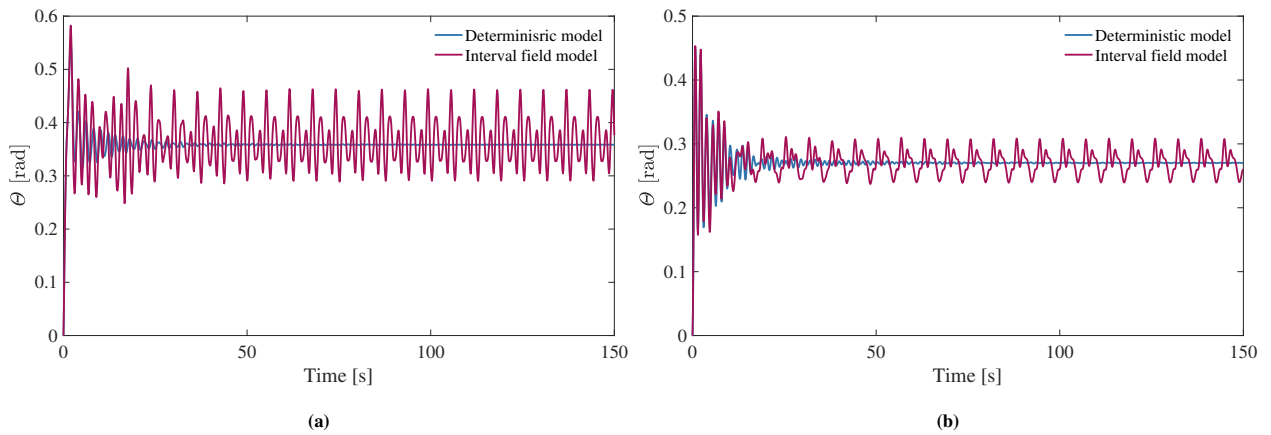 0.6
0.5
0.4
0.3
0.2
0.1
0
Θ [rad]
Deterministric model
Interval field model
0
50
100
150
Time [s]
(a)
0.5
0.4
0.3
0.2
0.1
0
Θ [rad]
Deterministic model
Interval field model
0
50
100
150
Time [s]
(b)